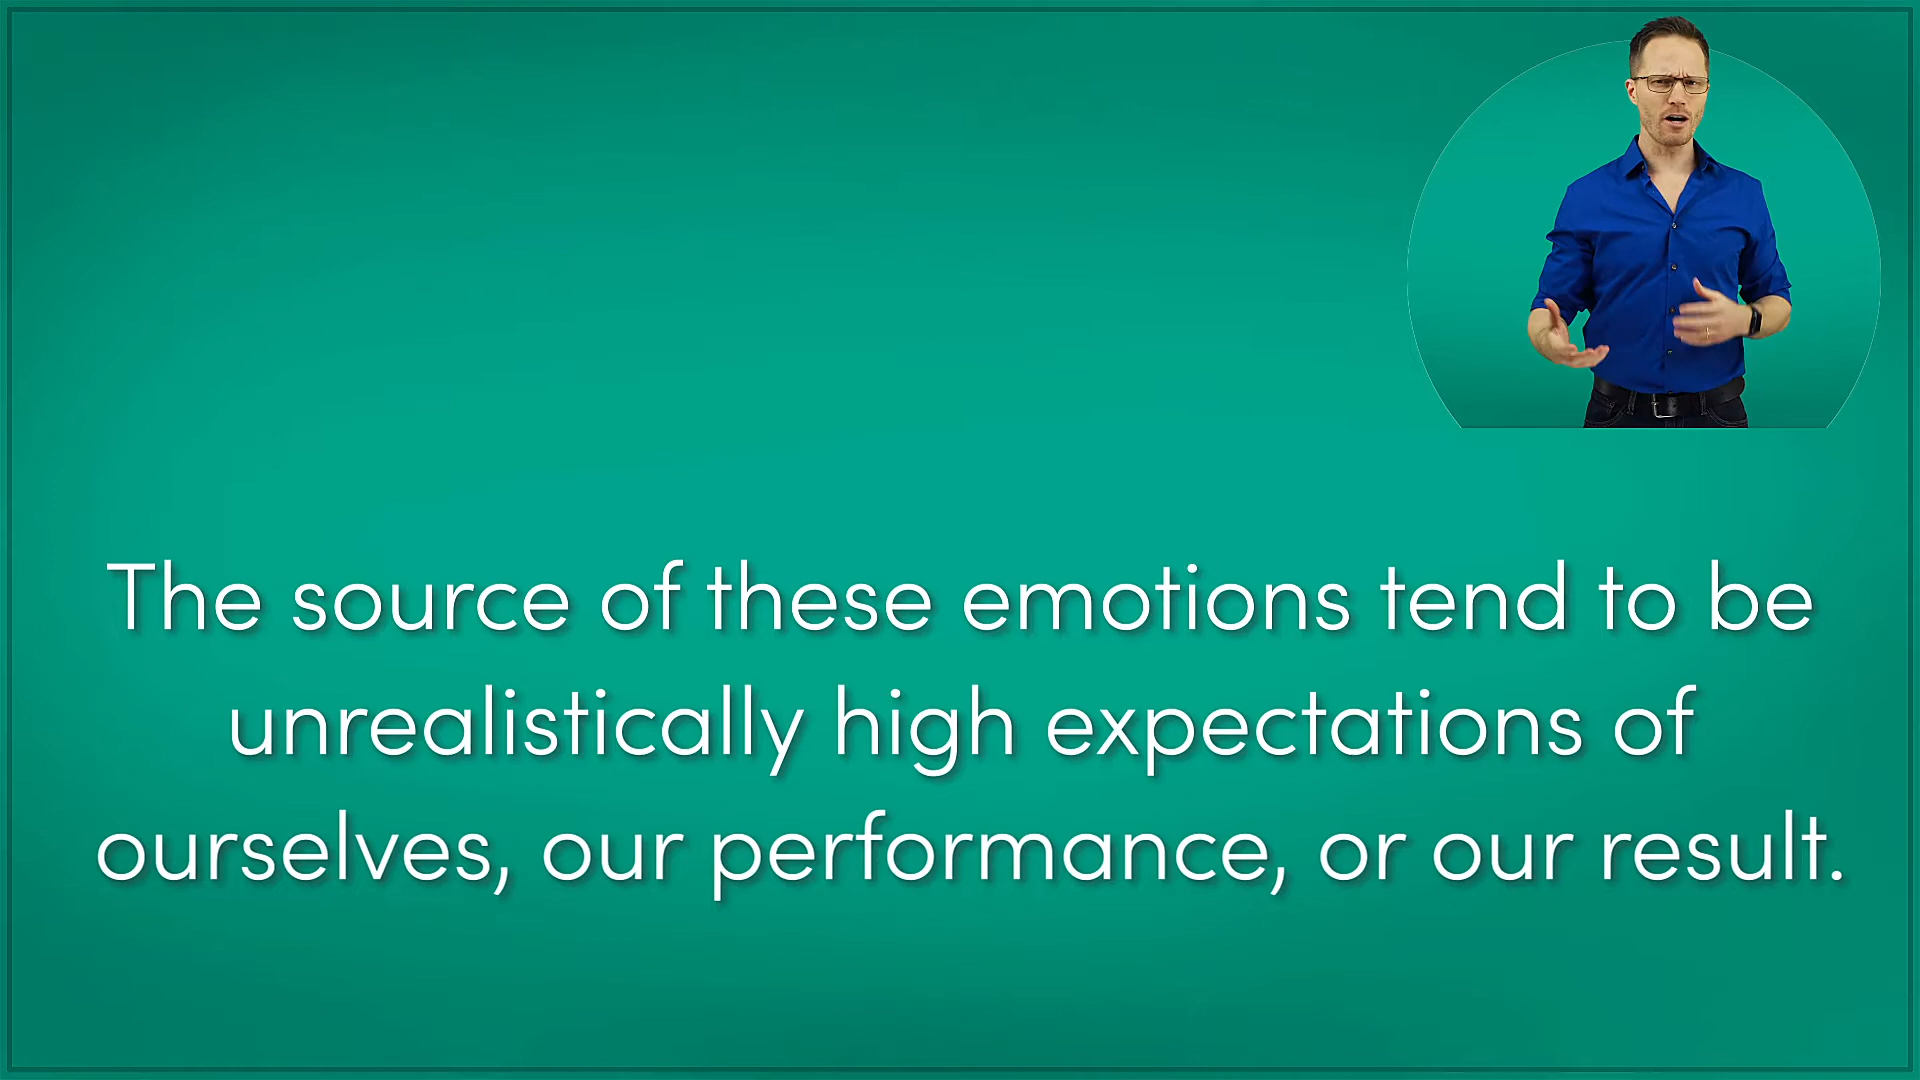 The source of these emotions tend to be
unrealistically high expectations of
ourselves, our performance, or our result.